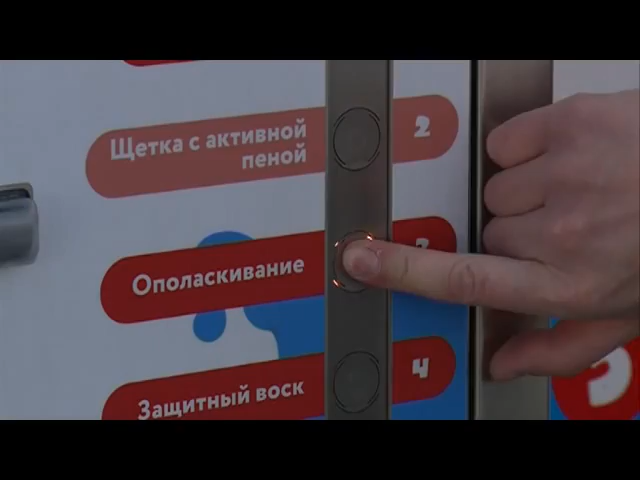 Щетка с активной 2
пеной
Ополаскивание
Защитный воск 4